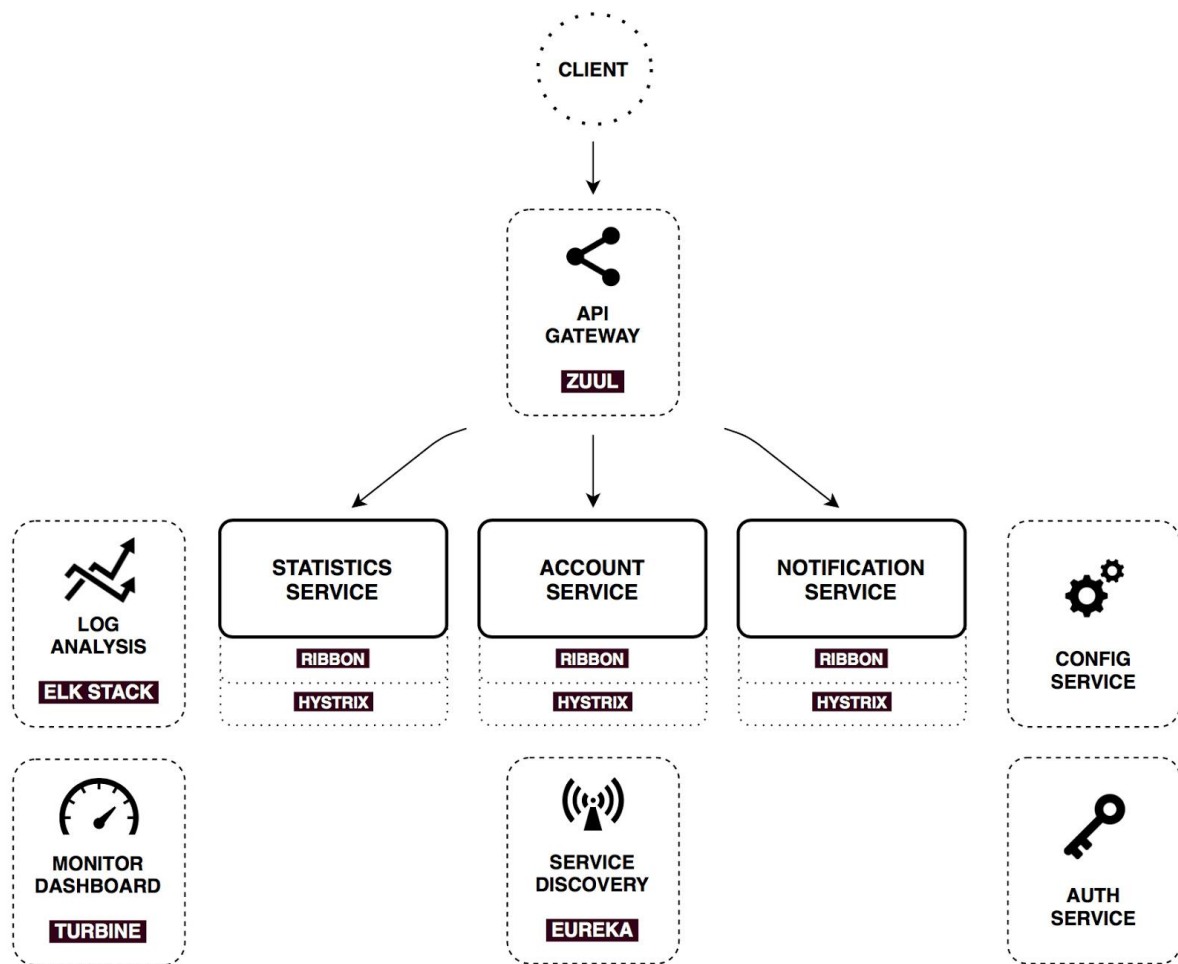 CLIENT
API
GATEWAY
ZUUL
LOG
ANALYSIS
ELK STACK
STATISTICS
SERVICE
RIBBON
HYSTRIX
ACCOUNT
SERVICE
RIBBON
HYSTRIX
NOTIFICATION
SERVICE
RIBBON
HYSTRIX
CONFIG
SERVICE
MONITOR
DASHBOARD
TURBINE
SERVICE
DISCOVERY
EUREKA
AUTH
SERVICE